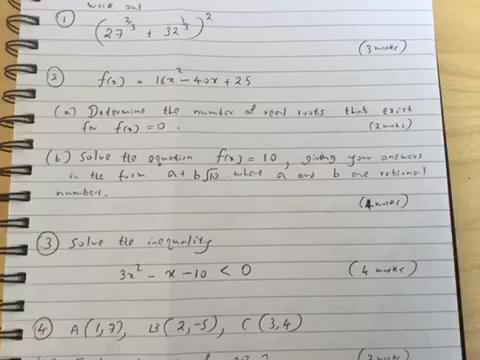 work out
① (27^(2/3) + 32^(1/3))^2
(3 marks)
② f(x) = 16x² - 40x + 25
(a) Determine the number of real roots that exist
for f(x) = 0. (2 marks)
(b) Solve the equation f(x) = 10, giving your answers
in the form a + b√10 where a and b are rational
numbers.
(4 marks)
③ Solve the inequality
3x² - x - 10 < 0 (4 marks)
④ A(1,7), B(2,-5), C(3,4)